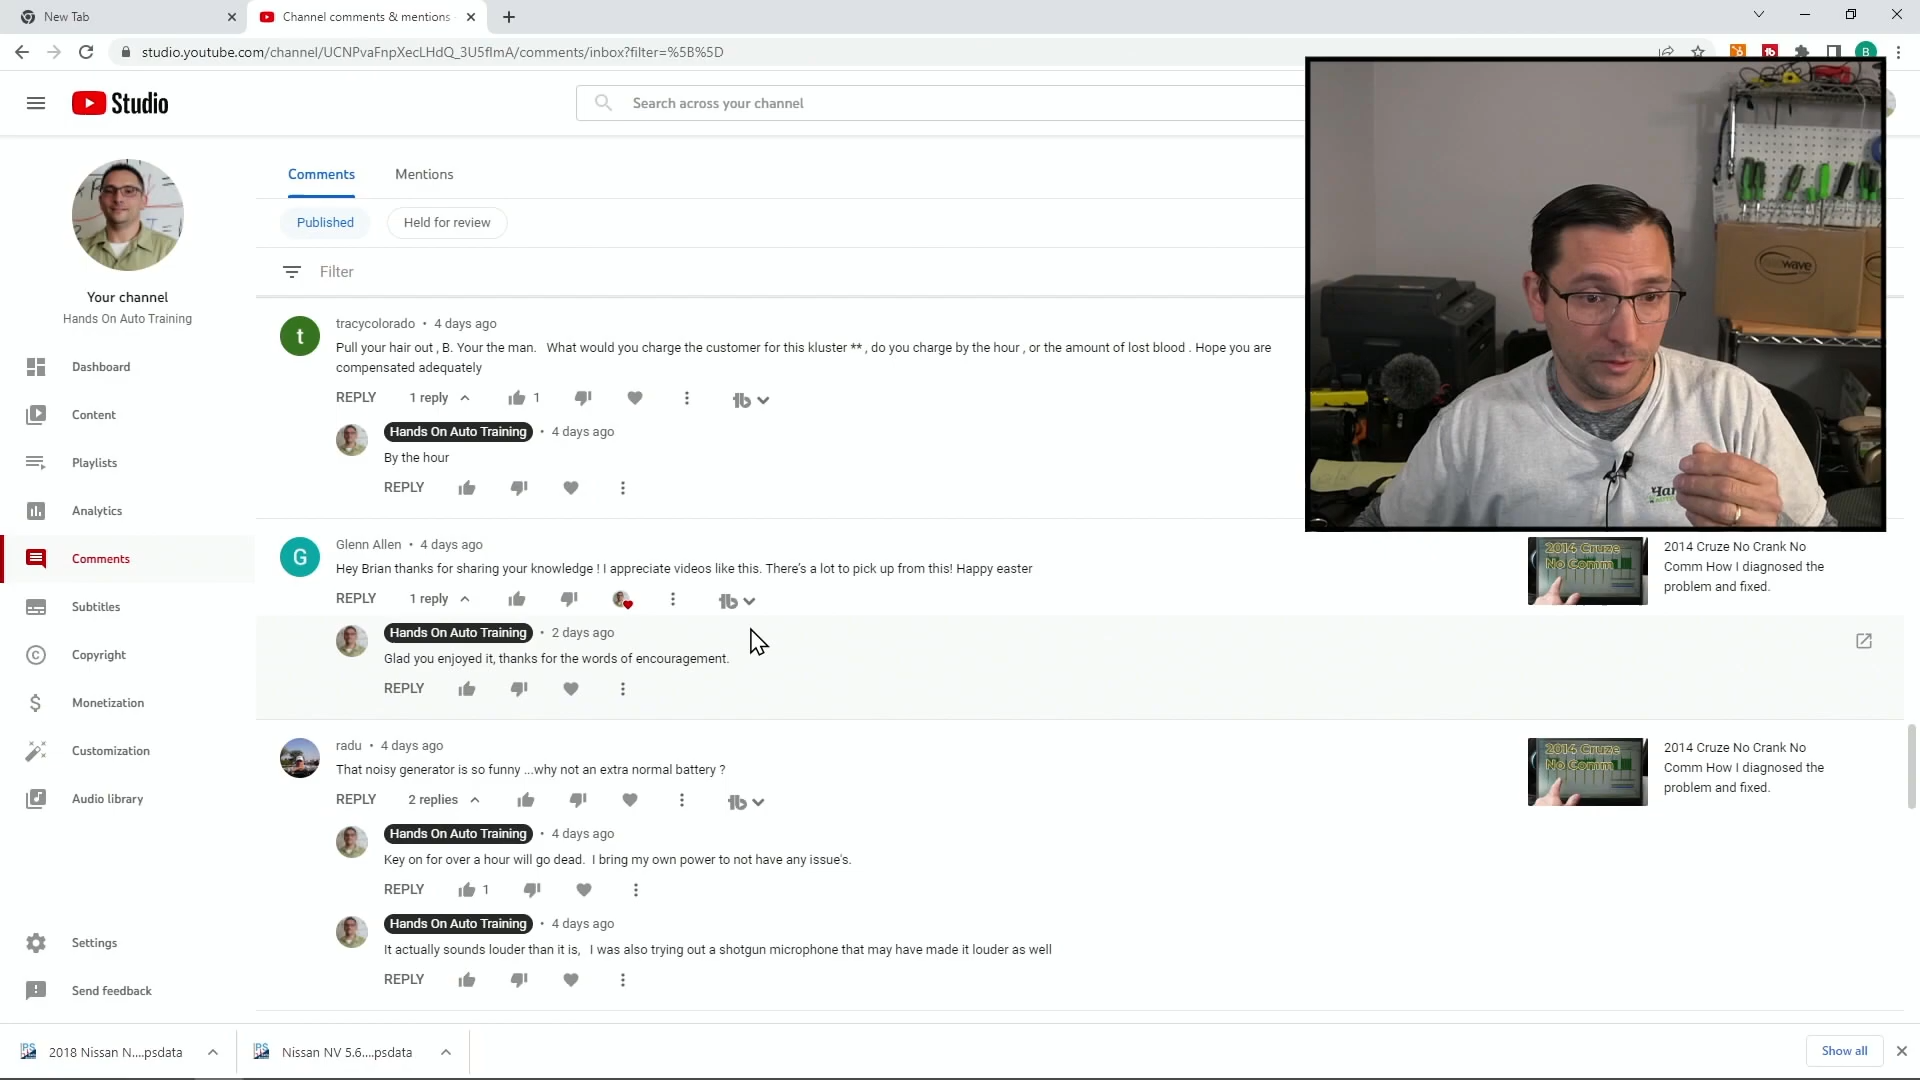 New Tab
Channel comments & mentions
studio.youtube.com/channel/UCNPvaFnpXecLHdQ_3U5fImA/comments/inbox?filter=%5B%5D
B
Studio
Search across your channel
Your channel
Hands On Auto Training
Dashboard
Content
Playlists
Analytics
Comments
Subtitles
Copyright
Monetization
Customization
Audio library
Settings
Send feedback
Comments Mentions
Published Held for review
Filter
t
tracycolorado • 4 days ago
Pull your hair out , B. Your the man. What would you charge the customer for this kluster ** , do you charge by the hour , or the amount of lost blood . Hope you are
compensated adequately
REPLY 1 reply 1
Hands On Auto Training • 4 days ago
By the hour
REPLY
G
Glenn Allen • 4 days ago
Hey Brian thanks for sharing your knowledge ! I appreciate videos like this. There's a lot to pick up from this! Happy easter
REPLY 1 reply
2014 Cruze
No Comm
2014 Cruze No Crank No
Comm How I diagnosed the
problem and fixed.
Hands On Auto Training • 2 days ago
Glad you enjoyed it, thanks for the words of encouragement.
REPLY
radu • 4 days ago
That noisy generator is so funny ...why not an extra normal battery ?
REPLY 2 replies
2014 Cruze
No Comm
2014 Cruze No Crank No
Comm How I diagnosed the
problem and fixed.
Hands On Auto Training • 4 days ago
Key on for over a hour will go dead. I bring my own power to not have any issue's.
REPLY 1
Hands On Auto Training • 4 days ago
It actually sounds louder than it is, I was also trying out a shotgun microphone that may have made it louder as well
REPLY
2018 Nissan N....psdata
Nissan NV 5.6....psdata
Show all